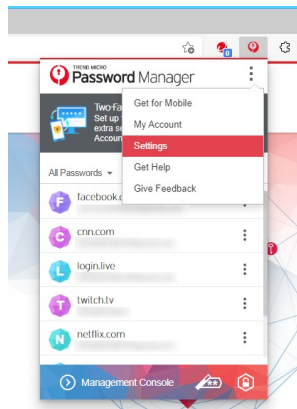 TREND MICRO
Password Manager
Two-Fa
Set up
extra se
Accoun
Get for Mobile
My Account
Settings
Get Help
Give Feedback
All Passwords
F facebook.c
C cnn.com
L login.live
T twitch.tv
N netflix.com
Management Console